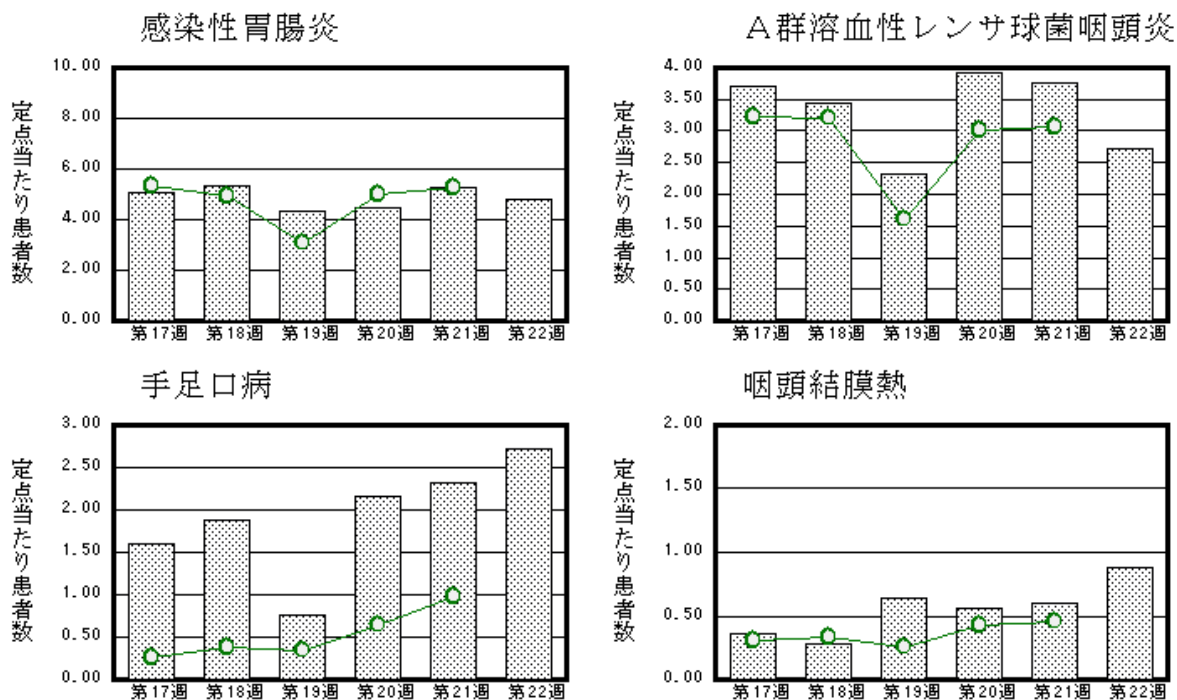 感染性胃腸炎
定点当たり患者数
10.00
8.00
6.00
4.00
2.00
0.00
第17週 第18週 第19週 第20週 第21週 第22週
A群溶血性レンサ球菌咽頭炎
定点当たり患者数
4.00
3.50
3.00
2.50
2.00
1.50
1.00
0.50
0.00
第17週 第18週 第19週 第20週 第21週 第22週
手足口病
定点当たり患者数
3.00
2.50
2.00
1.50
1.00
0.50
0.00
第17週 第18週 第19週 第20週 第21週 第22週
咽頭結膜熱
定点当たり患者数
2.00
1.50
1.00
0.50
0.00
第17週 第18週 第19週 第20週 第21週 第22週